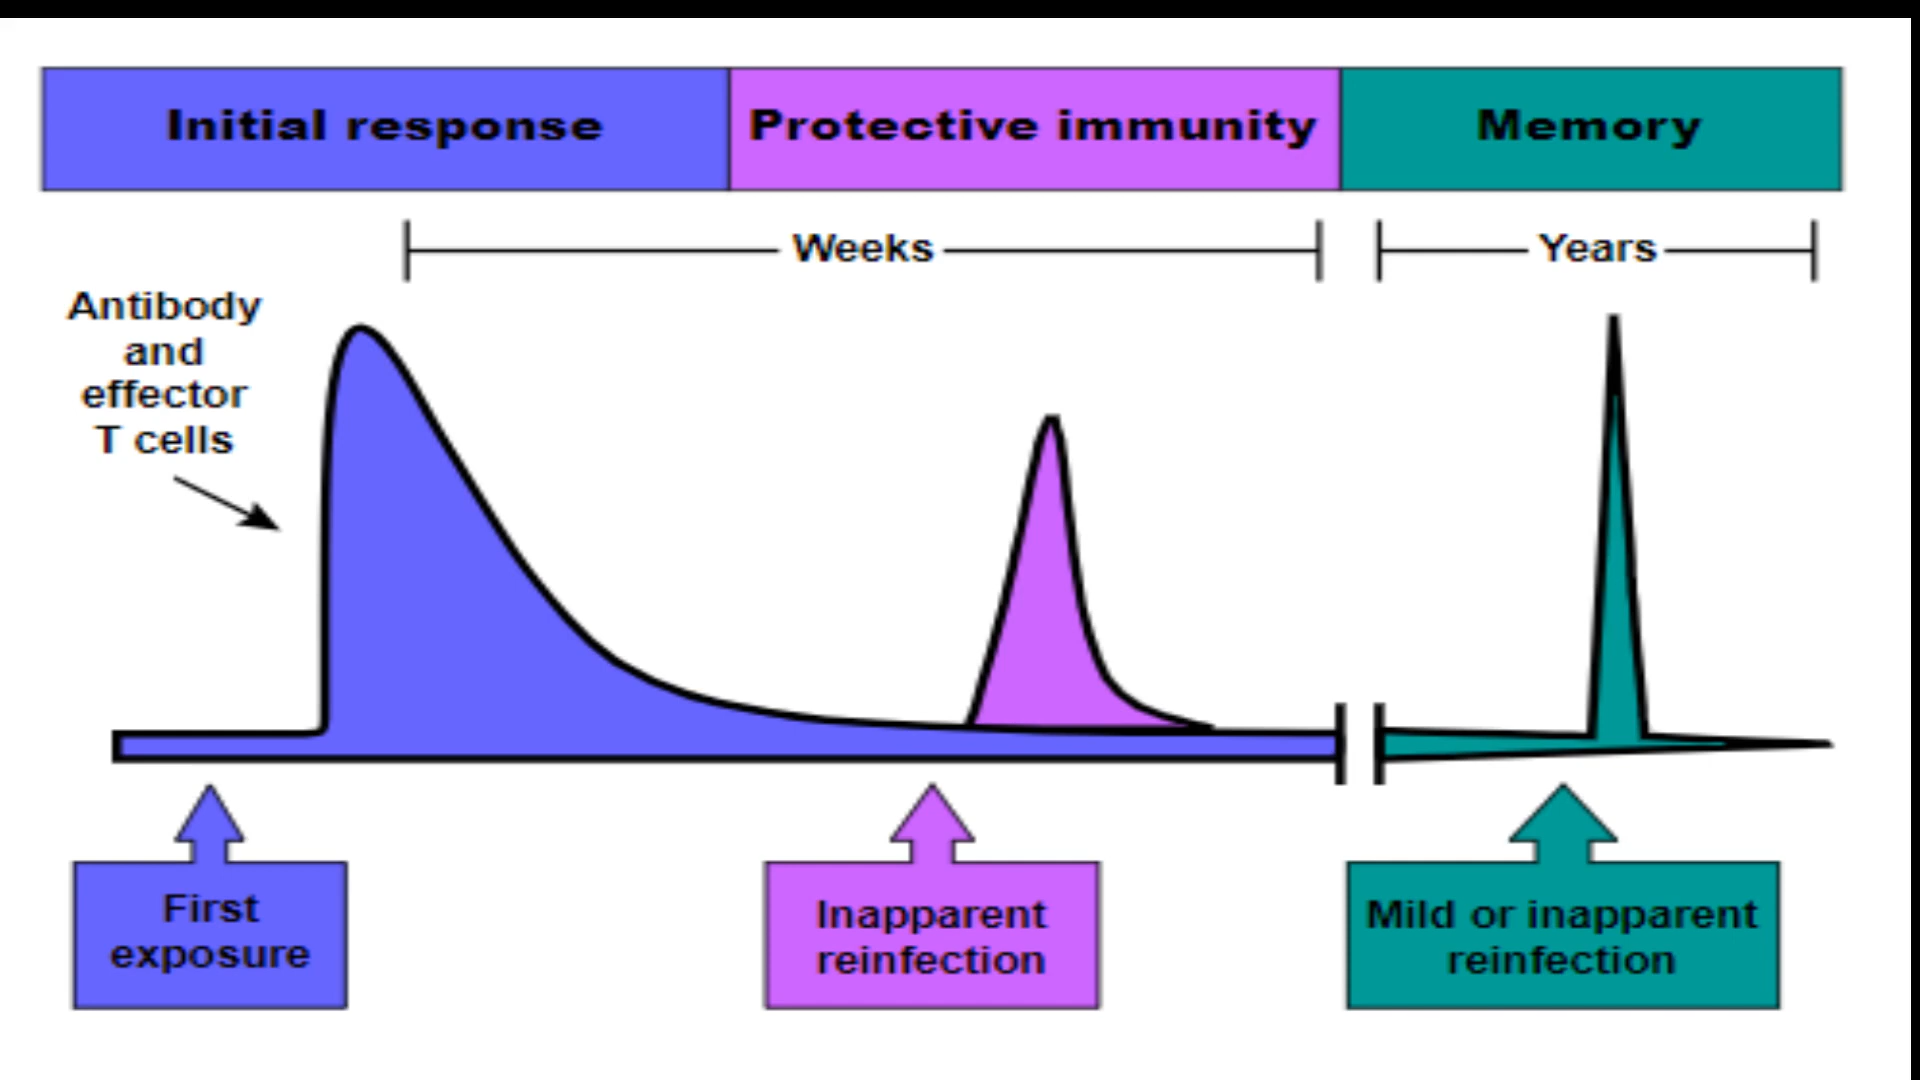 Initial response
Protective immunity
Memory
Weeks
Years
Antibody
and
effector
T cells
First
exposure
Inapparent
reinfection
Mild or inapparent
reinfection